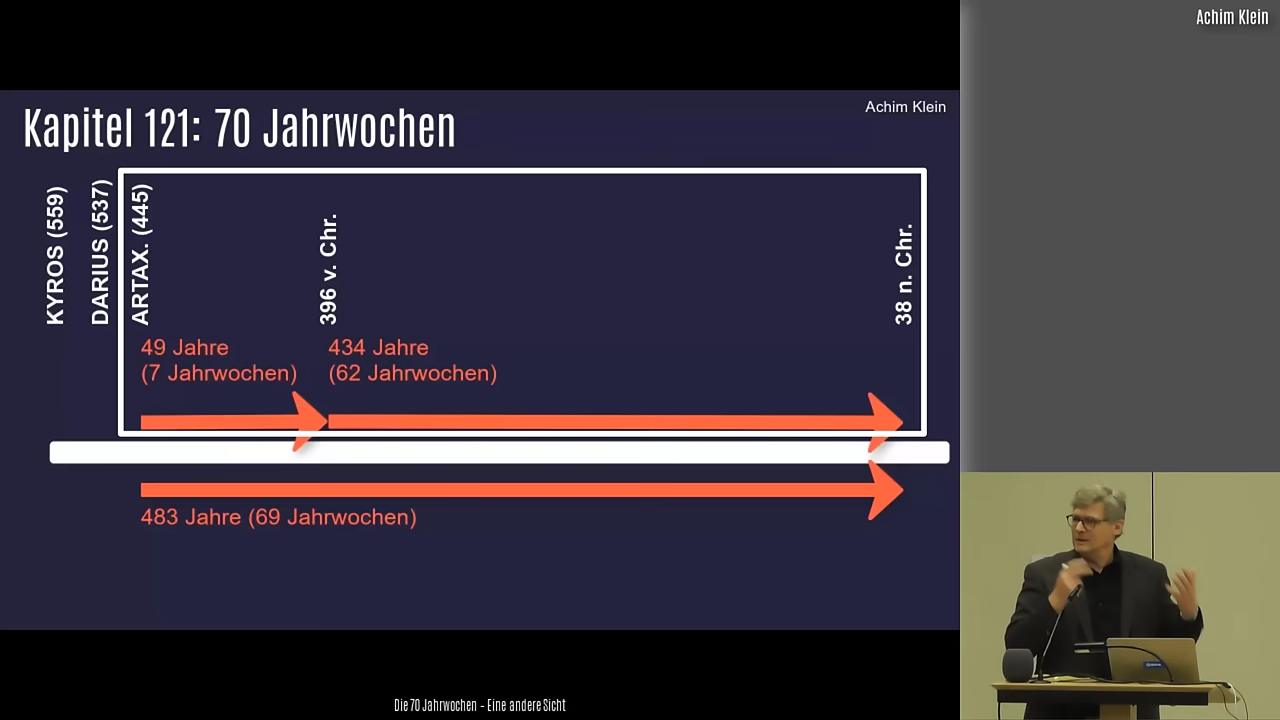 Achim Klein
Achim Klein
Kapitel 121: 70 Jahrwochen
KYROS (559)
DARIUS (537)
ARTAX. (445)
396 v. Chr.
38 n. Chr.
49 Jahre
(7 Jahrwochen)
434 Jahre
(62 Jahrwochen)
483 Jahre (69 Jahrwochen)
Die 70 Jahrwochen – Eine andere Sicht